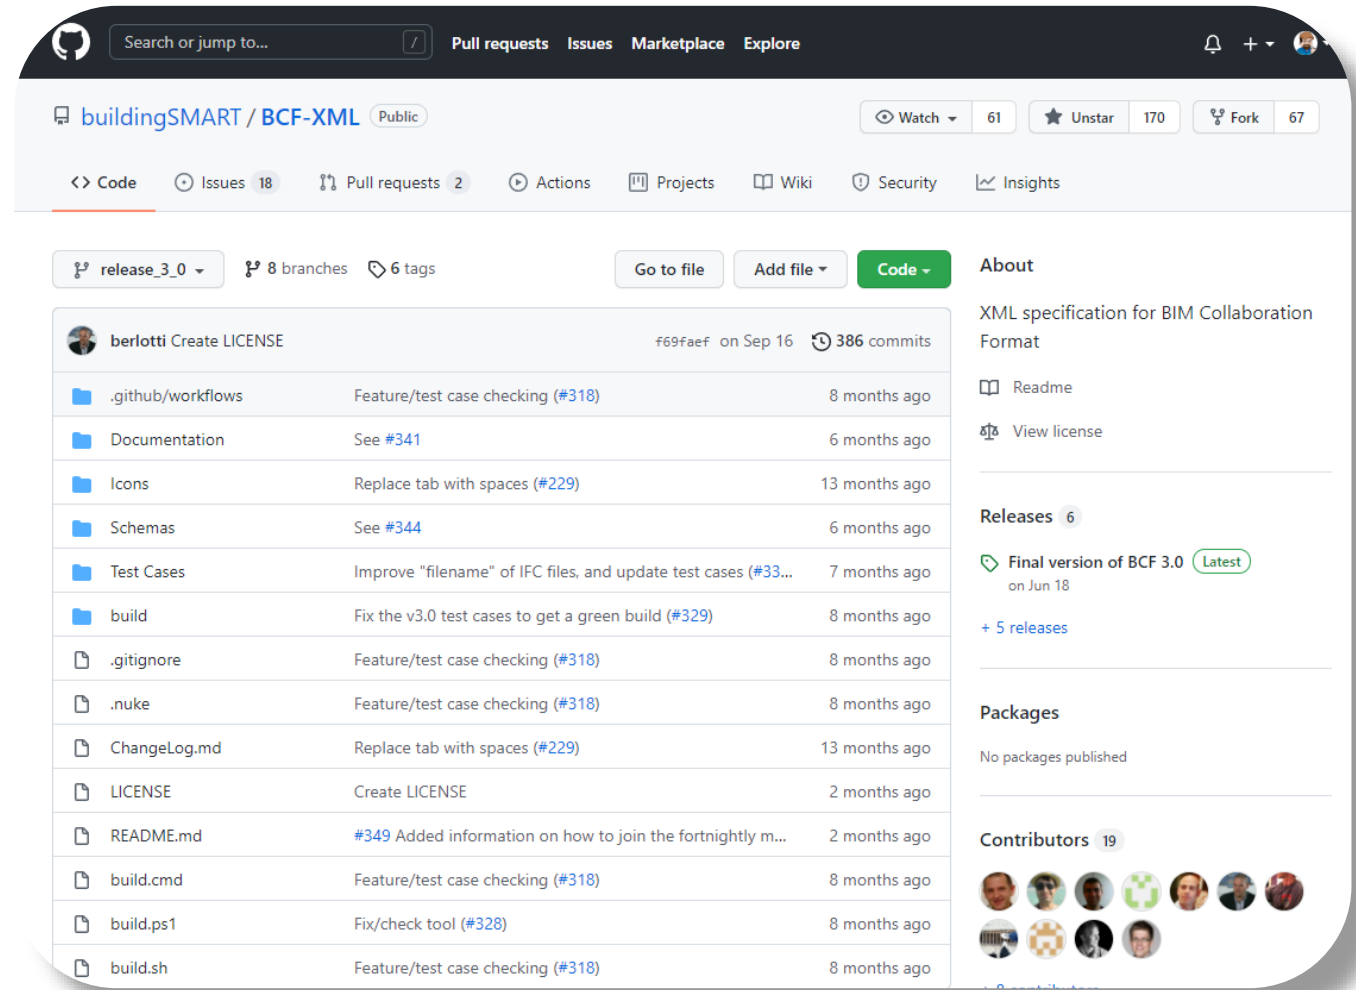 Search or jump to... /
Pull requests Issues Marketplace Explore
buildingSMART / BCF-XML Public
Watch 61 Unstar 170 Fork 67
<> Code Issues 18 Pull requests 2 Actions Projects Wiki Security Insights
release_3_0 8 branches 6 tags Go to file Add file Code
berlotti Create LICENSE f69faef on Sep 16 386 commits
.github/workflows Feature/test case checking (#318) 8 months ago
Documentation See #341 6 months ago
Icons Replace tab with spaces (#229) 13 months ago
Schemas See #344 6 months ago
Test Cases Improve "filename" of IFC files, and update test cases (#33... 7 months ago
build Fix the v3.0 test cases to get a green build (#329) 8 months ago
.gitignore Feature/test case checking (#318) 8 months ago
.nuke Feature/test case checking (#318) 8 months ago
ChangeLog.md Replace tab with spaces (#229) 13 months ago
LICENSE Create LICENSE 2 months ago
README.md #349 Added information on how to join the fortnightly m... 2 months ago
build.cmd Feature/test case checking (#318) 8 months ago
build.ps1 Fix/check tool (#328) 8 months ago
build.sh Feature/test case checking (#318) 8 months ago
About
XML specification for BIM Collaboration
Format
Readme
View license
Releases 6
Final version of BCF 3.0 Latest
on Jun 18
+ 5 releases
Packages
No packages published
Contributors 19
+ 8 contributors